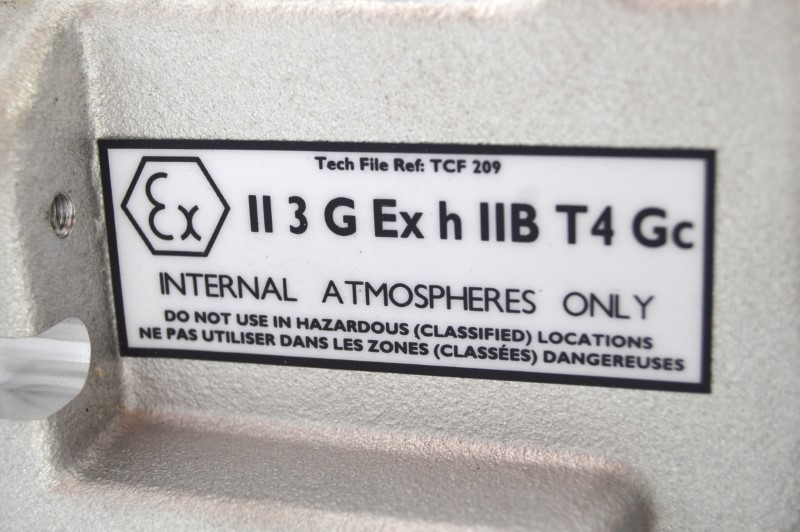 Tech File Ref: TCF 209
Ex II 3 G Ex h IIB T4 Gc
INTERNAL ATMOSPHERES ONLY
DO NOT USE IN HAZARDOUS (CLASSIFIED) LOCATIONS
NE PAS UTILISER DANS LES ZONES (CLASSÉES) DANGEREUSES